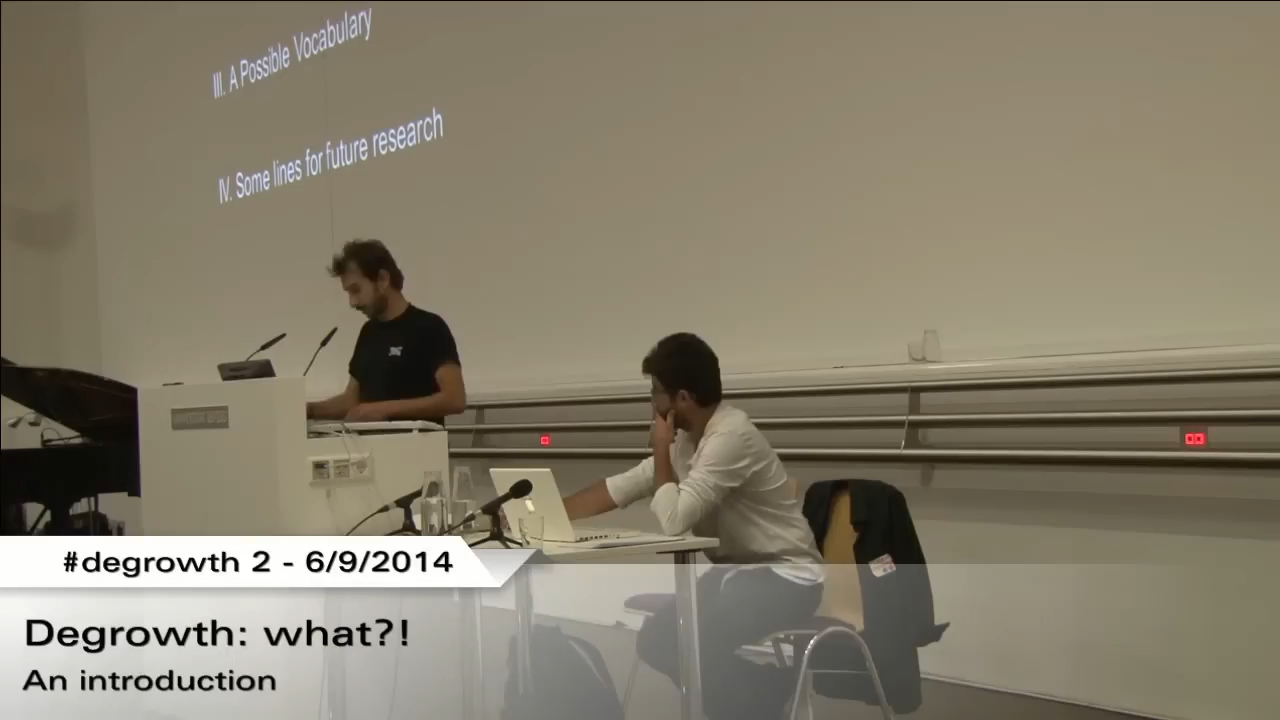 III. A Possible Vocabulary
IV. Some lines for future research
#degrowth 2 - 6/9/2014
Degrowth: what?!
An introduction